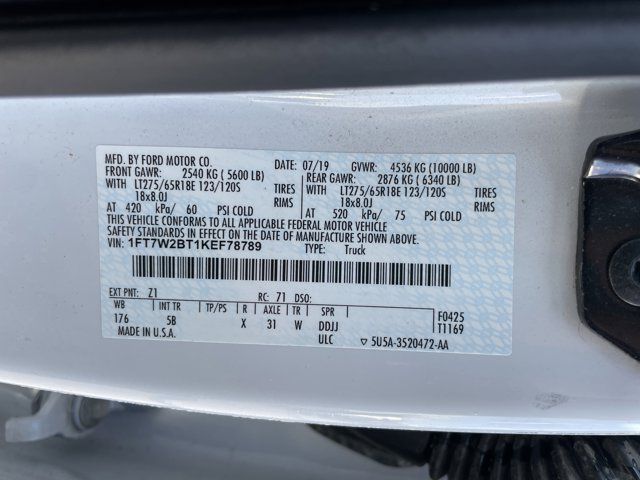 MFD. BY FORD MOTOR CO. DATE: 07/19 GVWR: 4536 KG (10000 LB)
FRONT GAWR: 2540 KG (5600 LB) REAR GAWR: 2876 KG (6340 LB)
WITH LT275/65R18E 123/120S TIRES WITH LT275/65R18E 123/120S TIRES
18x8.0J RIMS 18x8.0J RIMS
AT 420 kPa/ 60 PSI COLD AT 520 kPa/ 75 PSI COLD
THIS VEHICLE CONFORMS TO ALL APPLICABLE FEDERAL MOTOR VEHICLE
SAFETY STANDARDS IN EFFECT ON THE DATE OF MANUFACTURE SHOWN ABOVE.
VIN: 1FT7W2BT1KEF78789 TYPE: Truck
EXT PNT: Z1 RC: 71 DSO:
WB INT TR TP/PS R AXLE TR SPR F0425
176 5B X 31 W DDJJ T1169
MADE IN U.S.A. ULC ▽ 5U5A-3520472-AA